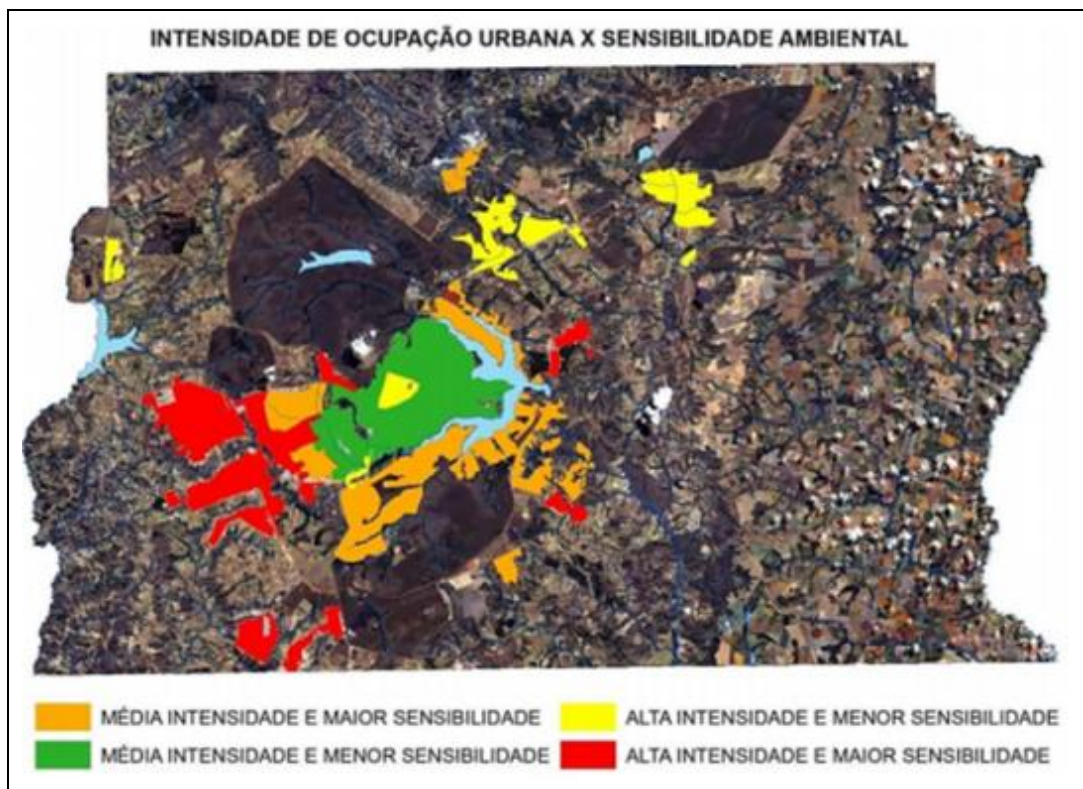 INTENSIDADE DE OCUPAÇÃO URBANA X SENSIBILIDADE AMBIENTAL
MÉDIA INTENSIDADE E MAIOR SENSIBILIDADE
ALTA INTENSIDADE E MENOR SENSIBILIDADE
MÉDIA INTENSIDADE E MENOR SENSIBILIDADE
ALTA INTENSIDADE E MAIOR SENSIBILIDADE